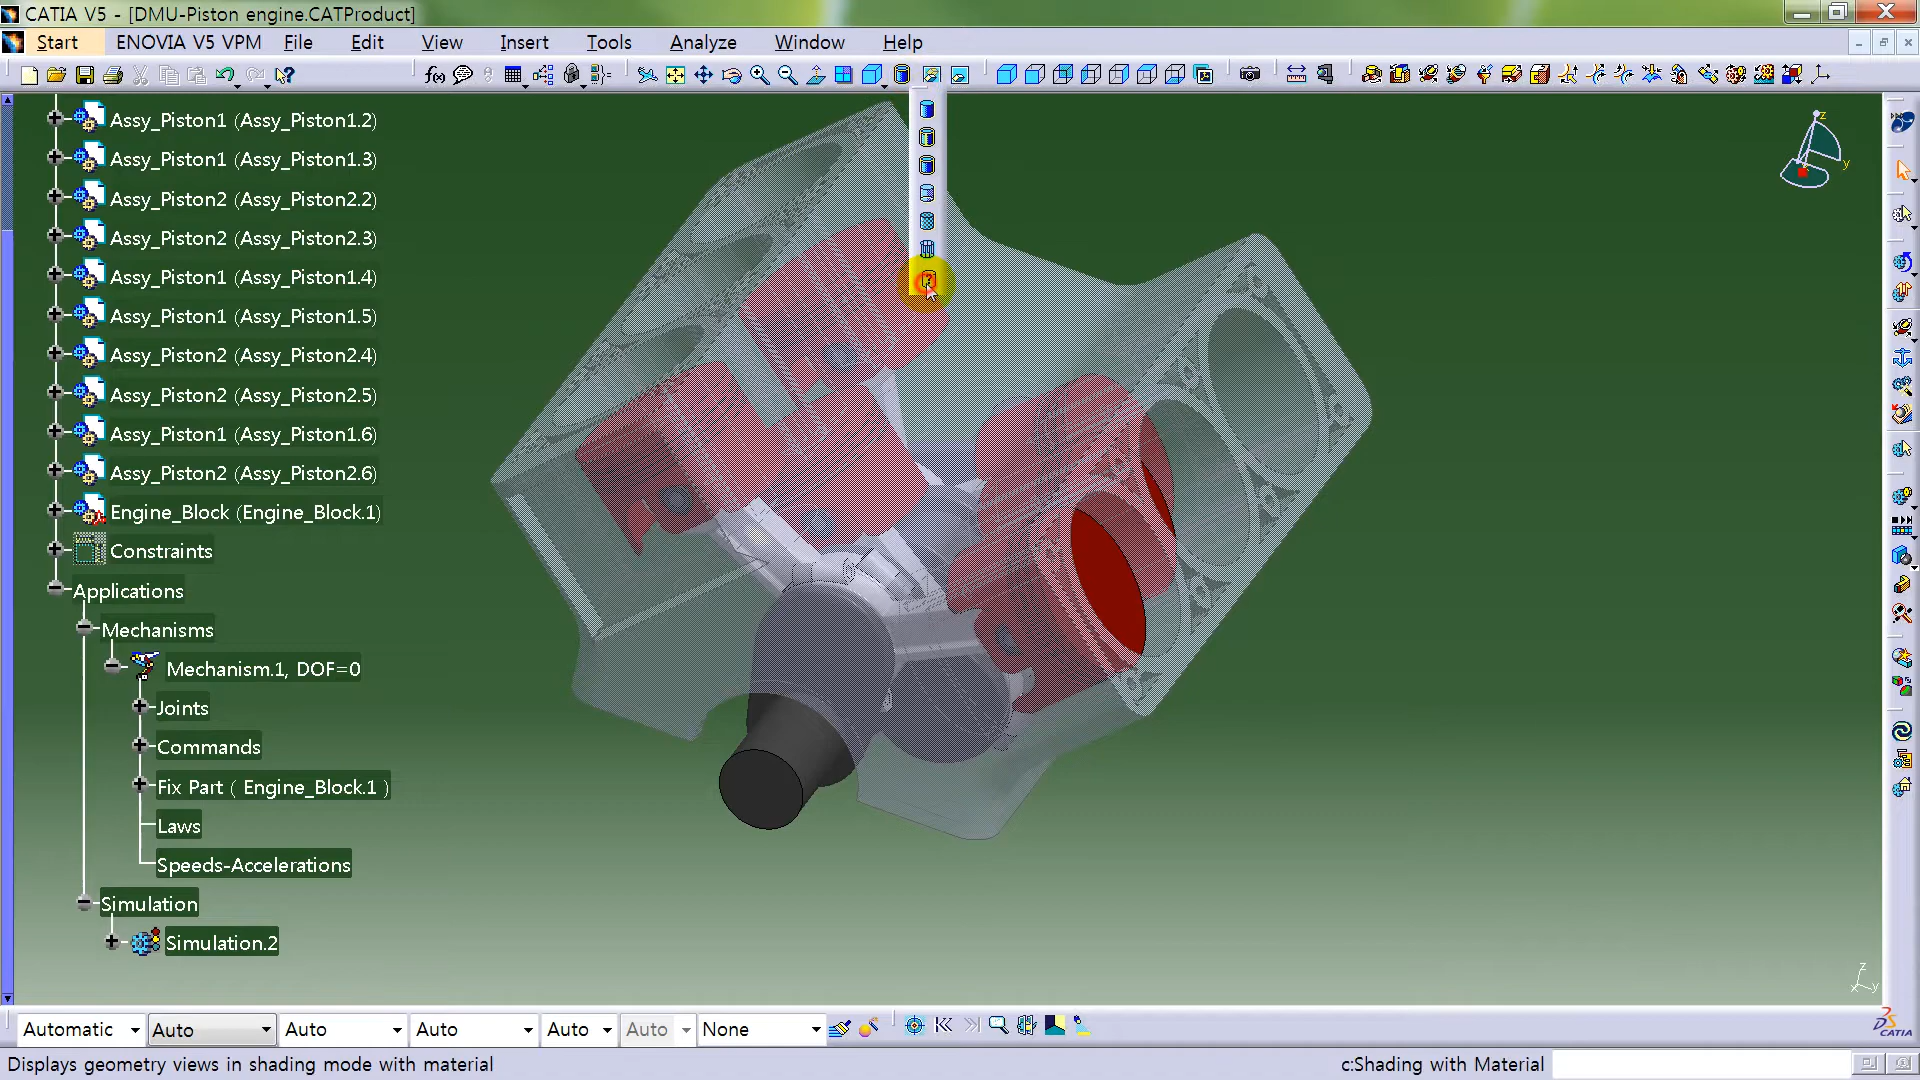 CATIA V5 - [DMU-Piston engine.CATProduct]
Start ENOVIA V5 VPM File Edit View Insert Tools Analyze Window Help
Assy_Piston1 (Assy_Piston1.2)
Assy_Piston1 (Assy_Piston1.3)
Assy_Piston2 (Assy_Piston2.2)
Assy_Piston2 (Assy_Piston2.3)
Assy_Piston1 (Assy_Piston1.4)
Assy_Piston1 (Assy_Piston1.5)
Assy_Piston2 (Assy_Piston2.4)
Assy_Piston2 (Assy_Piston2.5)
Assy_Piston1 (Assy_Piston1.6)
Assy_Piston2 (Assy_Piston2.6)
Engine_Block (Engine_Block.1)
Constraints
Applications
Mechanisms
Mechanism.1, DOF=0
Joints
Commands
Fix Part ( Engine_Block.1 )
Laws
Speeds-Accelerations
Simulation
Simulation.2
z
y
z
x y
Automatic Auto Auto Auto Auto Auto None
CATIA
Displays geometry views in shading mode with material
c:Shading with Material